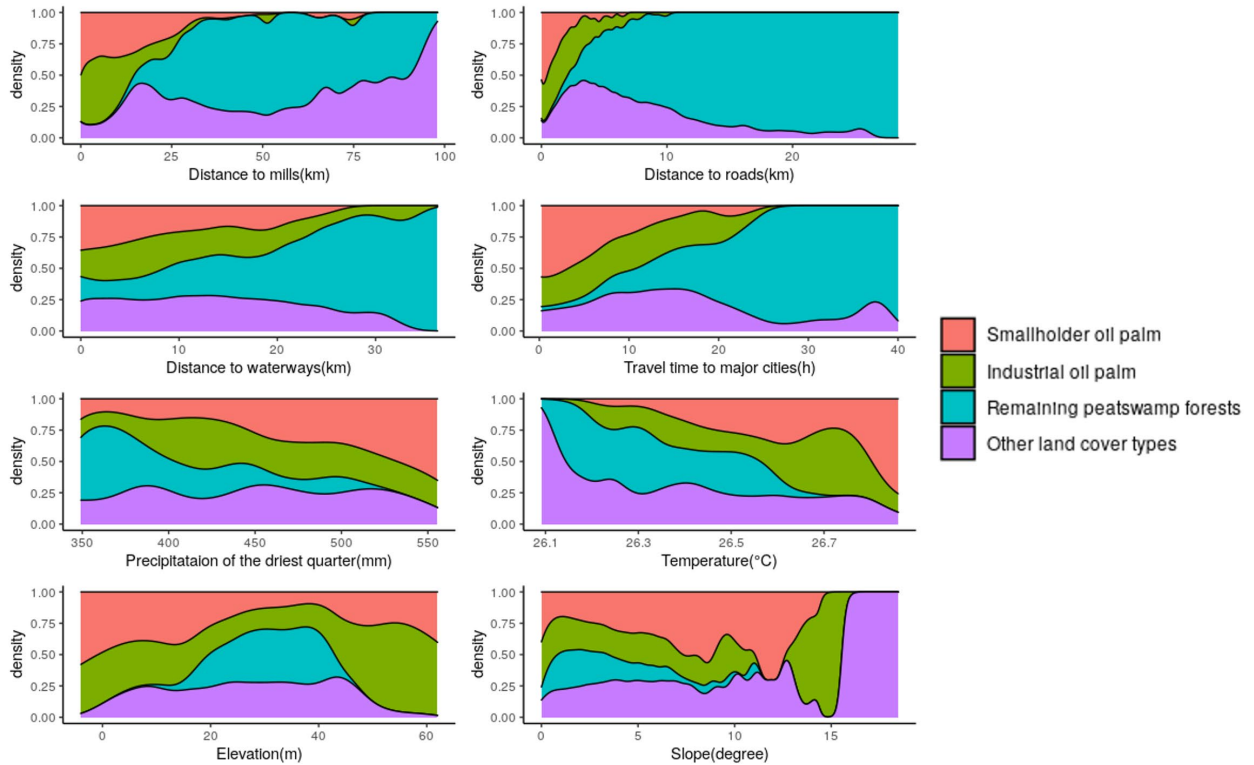 1.00
0.75
0.50
0.25
0.00
density
0 25 50 75 100
Distance to mills(km)
1.00
0.75
0.50
0.25
0.00
density
0 10 20
Distance to roads(km)
1.00
0.75
0.50
0.25
0.00
density
0 10 20 30
Distance to waterways(km)
1.00
0.75
0.50
0.25
0.00
density
0 10 20 30 40
Travel time to major cities(h)
Smallholder oil palm
Industrial oil palm
Remaining peatswamp forests
Other land cover types
1.00
0.75
0.50
0.25
0.00
density
350 400 450 500 550
Precipitataion of the driest quarter(mm)
1.00
0.75
0.50
0.25
0.00
density
26.1 26.3 26.5 26.7
Temperature(°C)
1.00
0.75
0.50
0.25
0.00
density
0 20 40 60
Elevation(m)
1.00
0.75
0.50
0.25
0.00
density
0 5 10 15
Slope(degree)